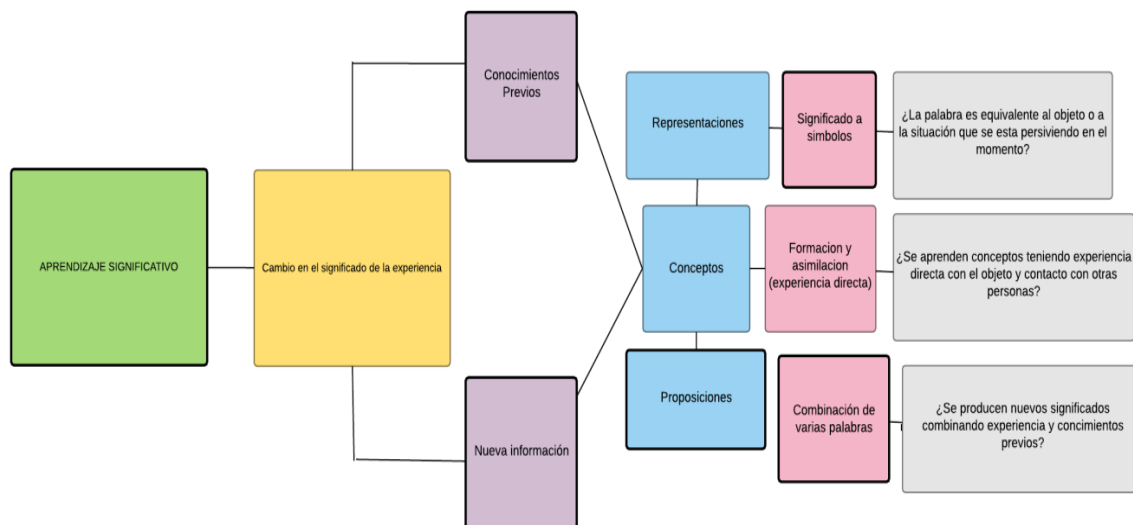 APRENDIZAJE SIGNIFICATIVO
Cambio en el significado de la experiencia
Conocimientos
Previos
Nueva información
Representaciones
Significado a
simbolos
¿La palabra es equivalente al objeto o a
la situación que se esta persiviendo en el
momento?
Conceptos
Formacion y
asimilacion
(experiencia directa)
¿Se aprenden conceptos teniendo experiencia
directa con el objeto y contacto con otras
personas?
Proposiciones
Combinación de
varias palabras
¿Se producen nuevos significados
combinando experiencia y concimientos
previos?